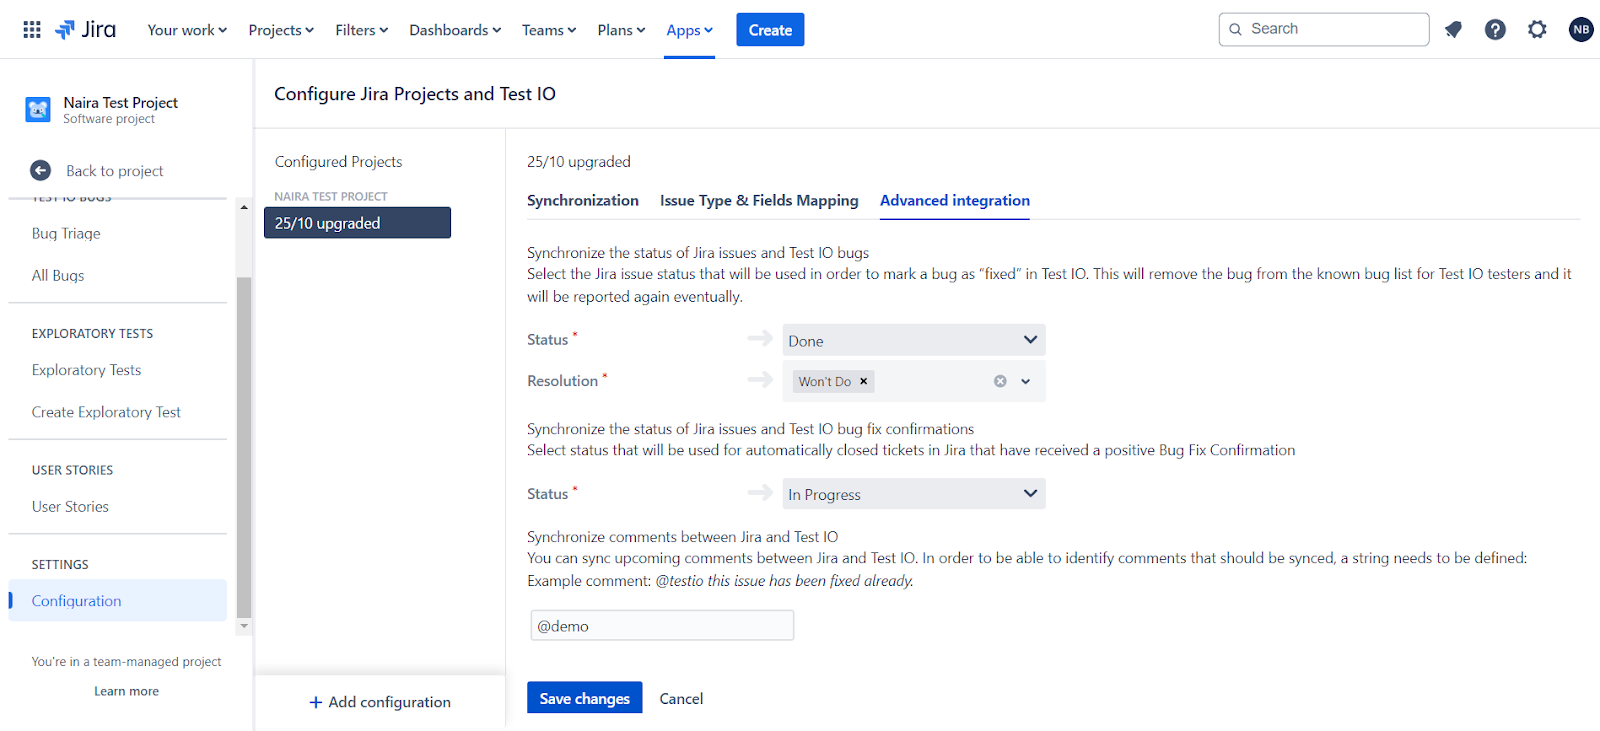 Jira
Your work
Projects
Filters
Dashboards
Teams
Plans
Apps
Create
Search
NB
Naira Test Project
Software project
Back to project
TEST IO BUGS
Bug Triage
All Bugs
EXPLORATORY TESTS
Exploratory Tests
Create Exploratory Test
USER STORIES
User Stories
SETTINGS
Configuration
You're in a team-managed project
Learn more
Configure Jira Projects and Test IO
Configured Projects
NAIRA TEST PROJECT
25/10 upgraded
+ Add configuration
25/10 upgraded
Synchronization Issue Type & Fields Mapping Advanced integration
Synchronize the status of Jira issues and Test IO bugs
Select the Jira issue status that will be used in order to mark a bug as “fixed” in Test IO. This will remove the bug from the known bug list for Test IO testers and it
will be reported again eventually.
Status * Done
Resolution * Won't Do ×
Synchronize the status of Jira issues and Test IO bug fix confirmations
Select status that will be used for automatically closed tickets in Jira that have received a positive Bug Fix Confirmation
Status * In Progress
Synchronize comments between Jira and Test IO
You can sync upcoming comments between Jira and Test IO. In order to be able to identify comments that should be synced, a string needs to be defined:
Example comment: @testio this issue has been fixed already.
@demo
Save changes Cancel